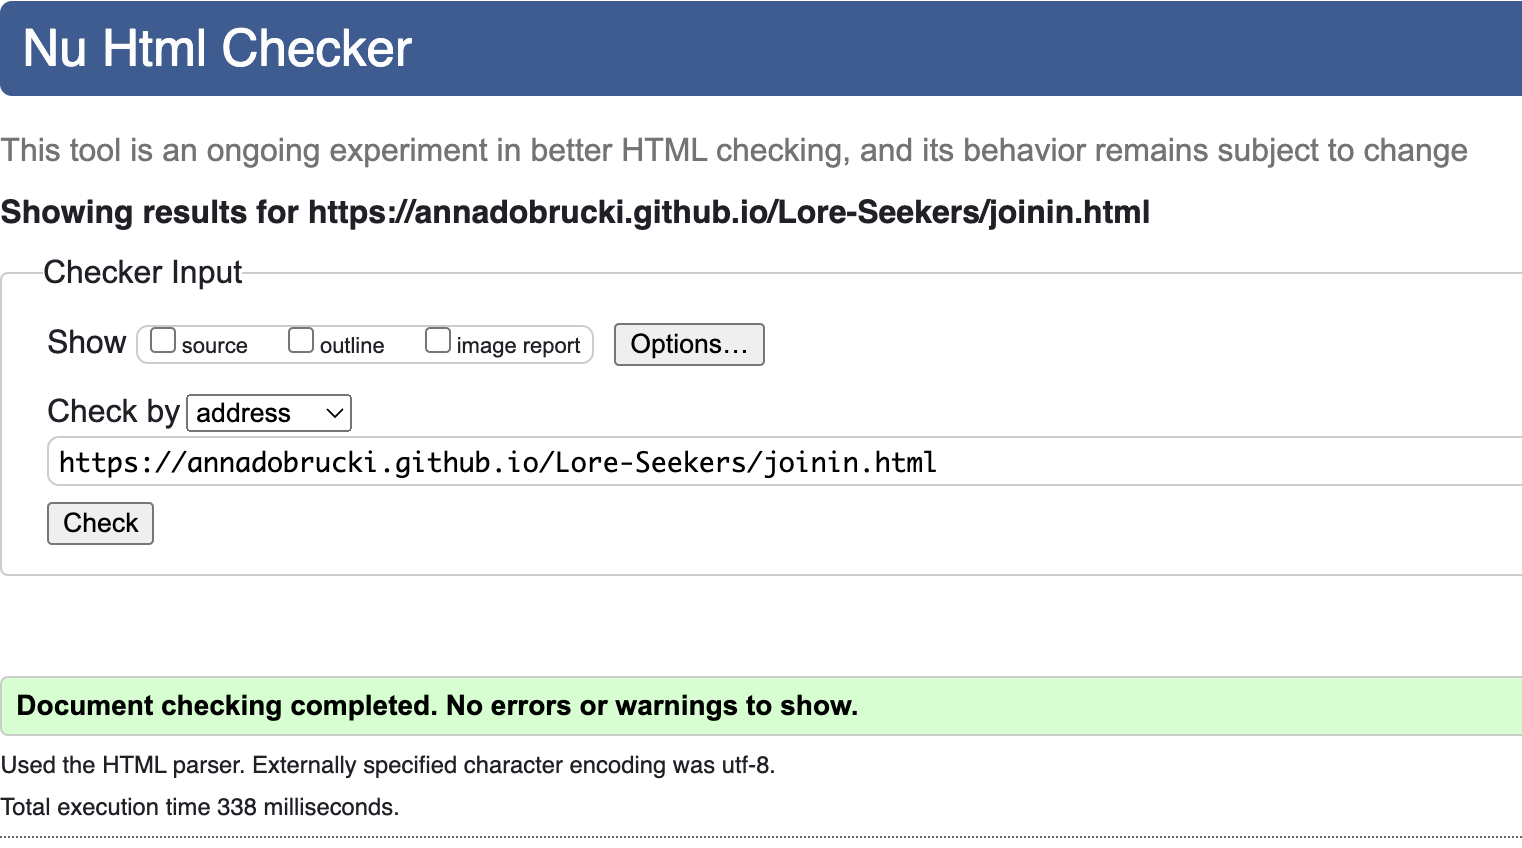 Nu Html Checker
This tool is an ongoing experiment in better HTML checking, and its behavior remains subject to change
Showing results for https://annadobrucki.github.io/Lore-Seekers/joinin.html
Checker Input
Show source outline image report Options…
Check by address
https://annadobrucki.github.io/Lore-Seekers/joinin.html
Check
Document checking completed. No errors or warnings to show.
Used the HTML parser. Externally specified character encoding was utf-8.
Total execution time 338 milliseconds.